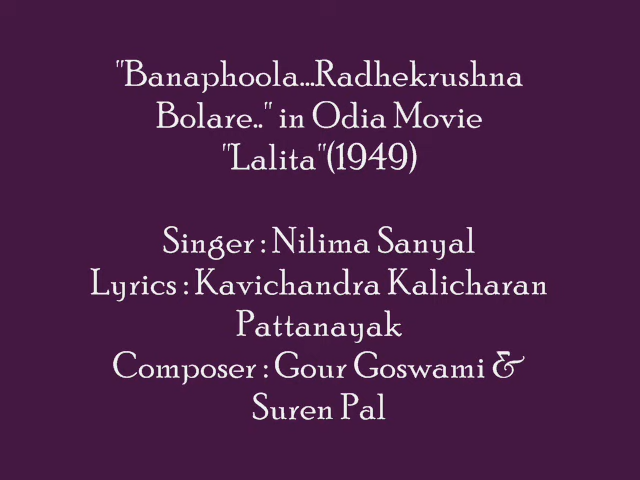 "Banaphoola...Radhekrushna
Bolare.." in Odia Movie
"Lalita"(1949)
Singer : Nilima Sanyal
Lyrics : Kavichandra Kalicharan
Pattanayak
Composer : Gour Goswami &
Suren Pal